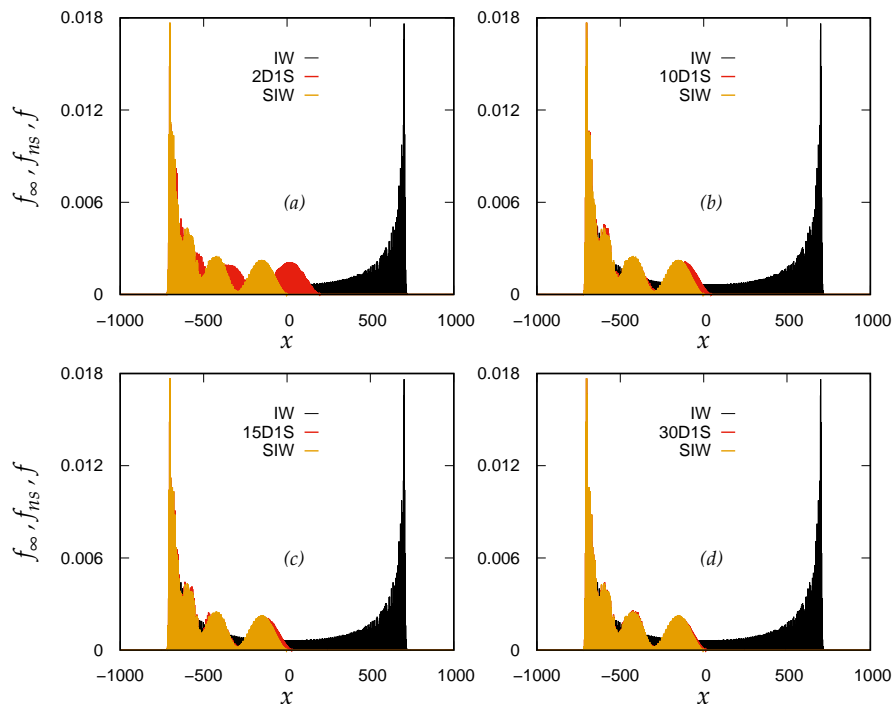 0.018
0.012
0.006
0
f∞ , fns , f
IW
2D1S
SIW
(a)
−1000 −500 0 500 1000
x
0.018
0.012
0.006
0
IW
10D1S
SIW
(b)
−1000 −500 0 500 1000
x
0.018
0.012
0.006
0
f∞ , fns , f
IW
15D1S
SIW
(c)
−1000 −500 0 500 1000
x
0.018
0.012
0.006
0
IW
30D1S
SIW
(d)
−1000 −500 0 500 1000
x